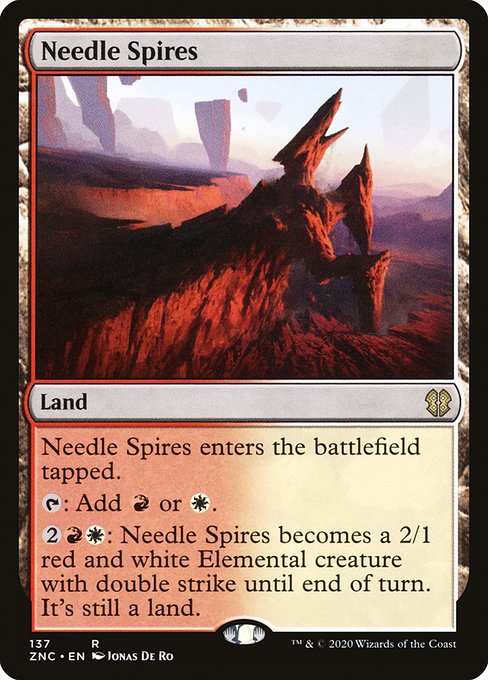 Needle Spires
Land
Needle Spires enters the battlefield
tapped.
: Add or .
2 : Needle Spires becomes a 2/1
red and white Elemental creature
with double strike until end of turn.
It's still a land.
137 R
ZNC • EN Jonas De Ro
™ & © 2020 Wizards of the Coast